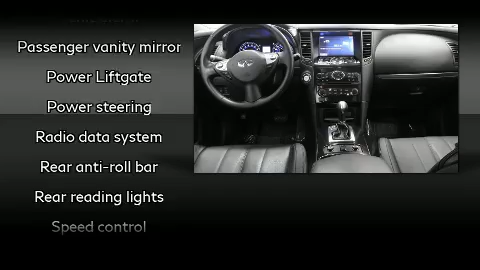 Passenger vanity mirror
Power Liftgate
Power steering
Radio data system
Rear anti-roll bar
Rear reading lights
Speed control